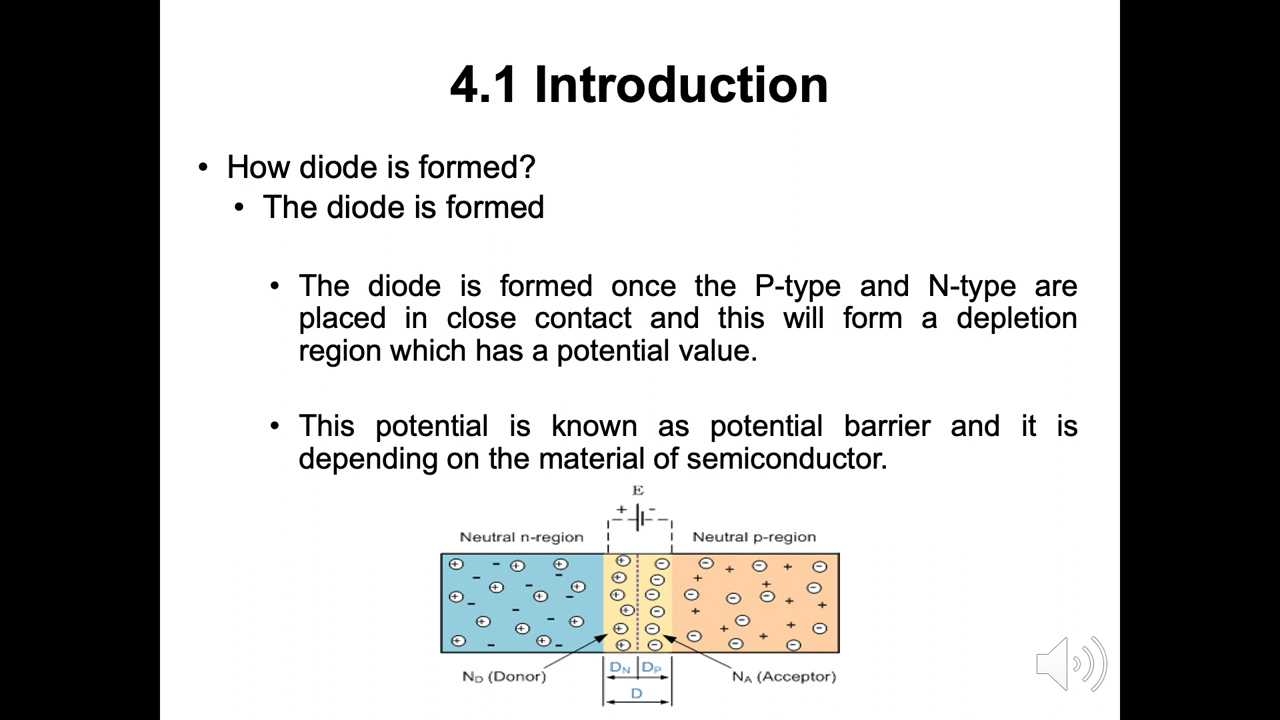 4.1 Introduction
• How diode is formed?
• The diode is formed
• The diode is formed once the P-type and N-type are
placed in close contact and this will form a depletion
region which has a potential value.
• This potential is known as potential barrier and it is
depending on the material of semiconductor.
E
+ -
Neutral n-region
Neutral p-region
N_D (Donor)
D_N D_P
N_A (Acceptor)
D